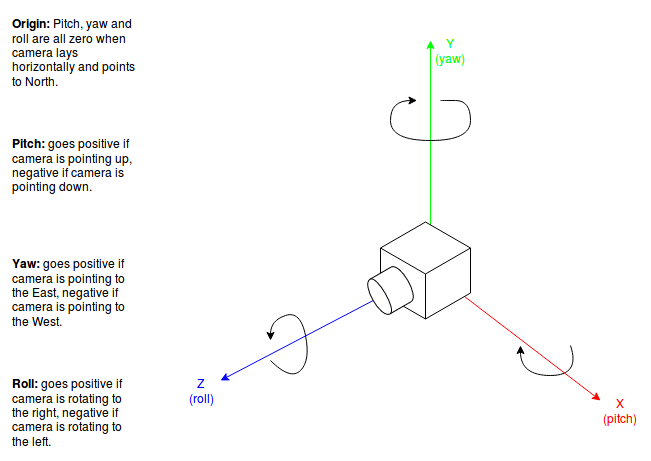 Origin: Pitch, yaw and
roll are all zero when
camera lays
horizontally and points
to North.
Pitch: goes positive if
camera is pointing up,
negative if camera is
pointing down.
Yaw: goes positive if
camera is pointing to
the East, negative if
camera is pointing to
the West.
Roll: goes positive if
camera is rotating to
the right, negative if
camera is rotating to
the left.
Y
(yaw)
Z
(roll)
X
(pitch)